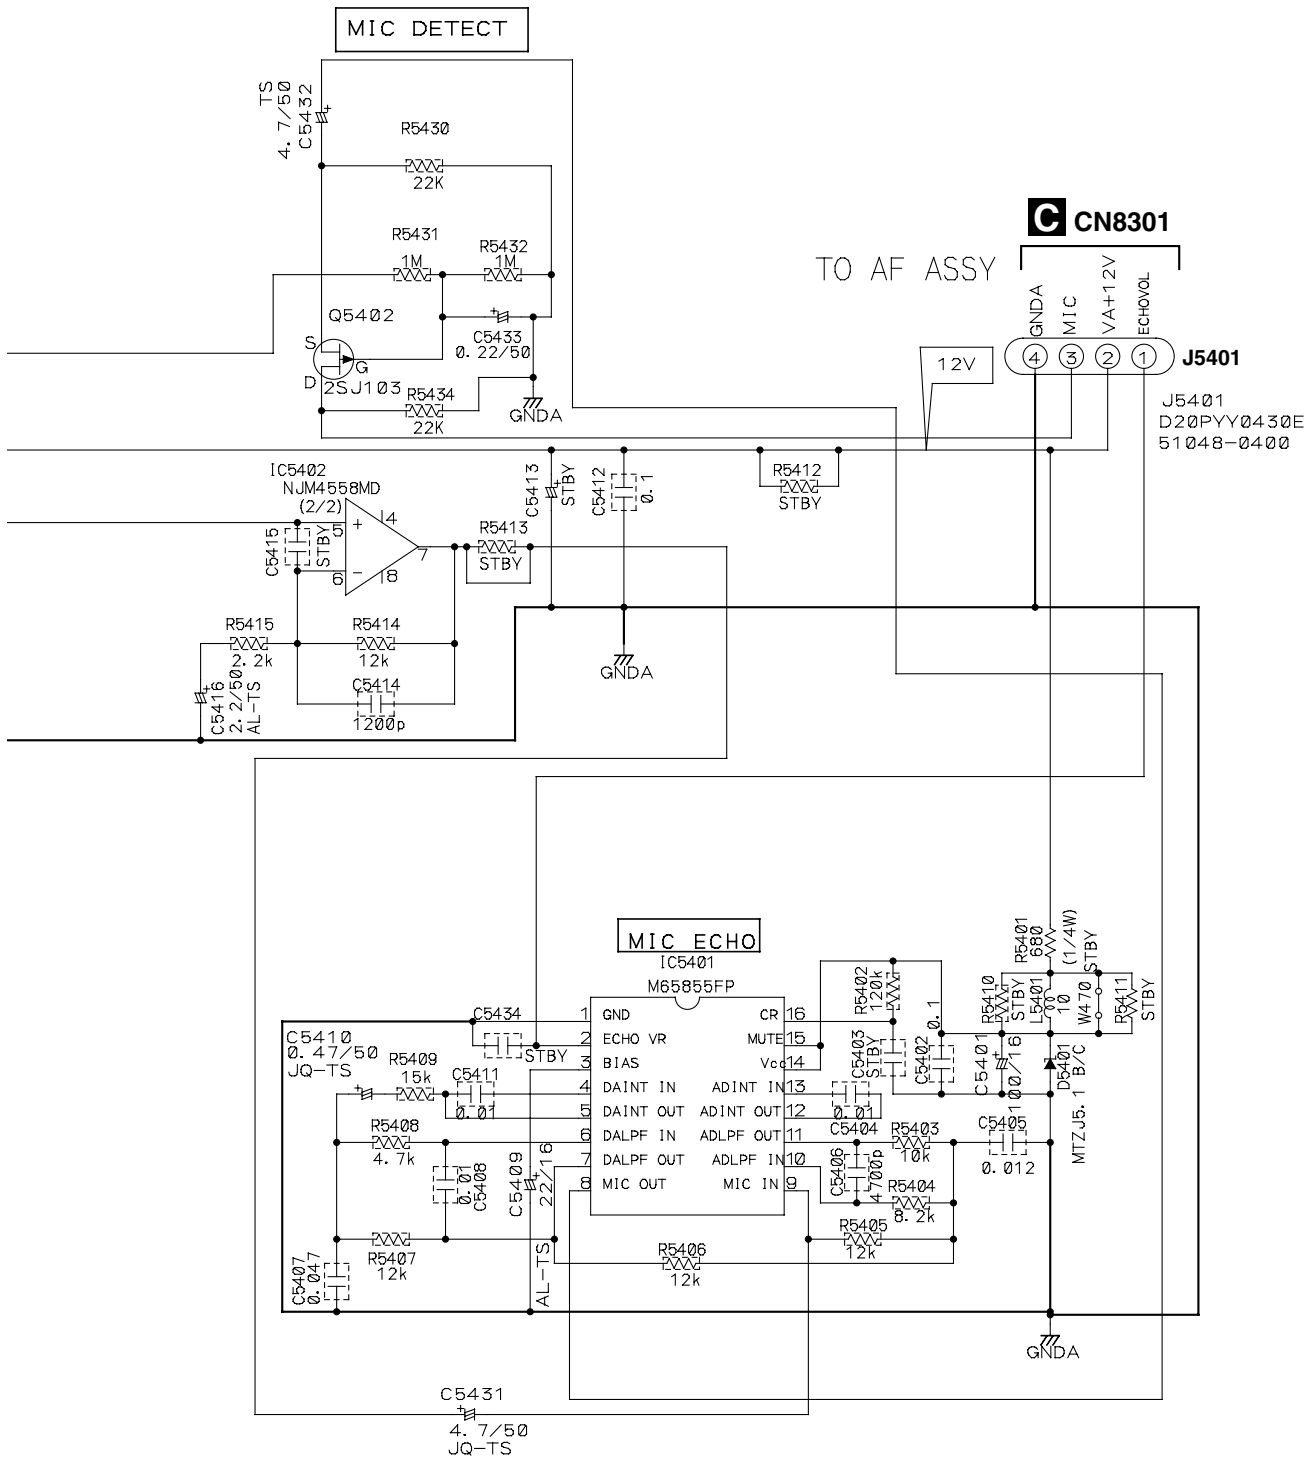 MIC DETECT
TS
4.7/50
C5432
R5430
22K
R5431
1M
R5432
1M
Q5402
C5433
0.22/50
S
G
D
2SJ103
R5434
22K
GNDA
C CN8301
TO AF ASSY
GNDA
MIC
VA+12V
ECHOVOL
4
3
2
1
J5401
12V
J5401
D20PYY0430E
51048-0400
IC5402
NJM4558MD
(2/2)
C5415
STBY
5
+
4
6
-
8
7
R5413
STBY
C5413
STBY
C5412
0.1
R5412
STBY
R5415
2.2k
R5414
12k
C5414
1200p
C5416
2.2/50
AL-TS
GNDA
MIC ECHO
IC5401
M65855FP
1 GND
2 ECHO VR
3 BIAS
4 DAINT IN
5 DAINT OUT
6 DALPF IN
7 DALPF OUT
8 MIC OUT
CR 16
MUTE 15
Vcc 14
ADINT IN 13
ADINT OUT 12
ADLPF OUT 11
ADLPF IN 10
MIC IN 9
C5434
STBY
C5410
0.47/50
JQ-TS
R5409
15k
C5411
0.01
R5408
4.7k
0.01
C5408
C5409
22/16
AL-TS
R5407
12k
C5407
0.047
R5406
12k
R5402
120k
C5403
STBY
C5402
0.1
0.01
C5404
R5403
10k
C5406
4700p
R5404
8.2k
R5405
12k
C5405
0.012
R5401
680
(1/4W)
R5410
STBY
L5401
10
W470
STBY
R5411
STBY
C5401
100/16
D5401
MTZJ5.1 B/C
GNDA
C5431
4.7/50
JQ-TS